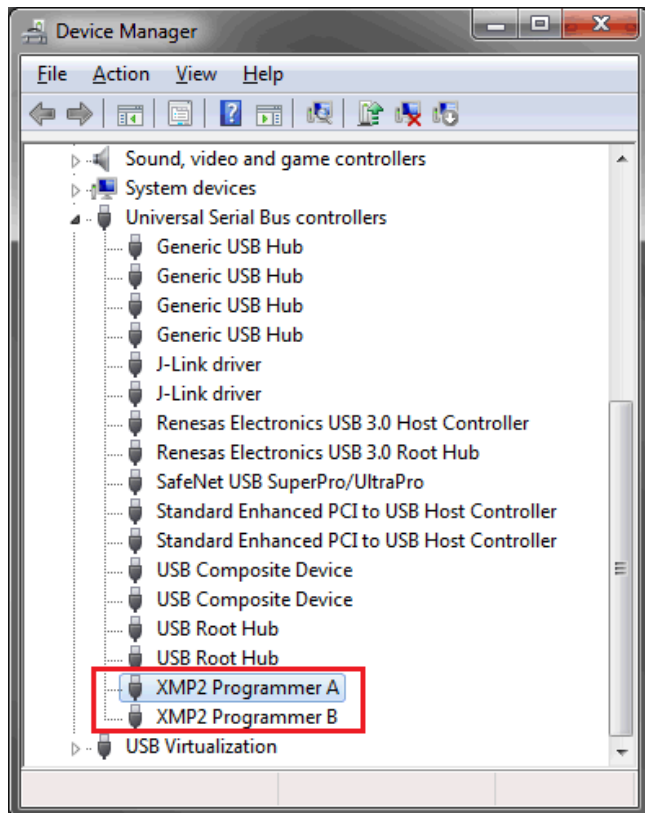 Device Manager
File Action View Help
Sound, video and game controllers
System devices
Universal Serial Bus controllers
Generic USB Hub
Generic USB Hub
Generic USB Hub
Generic USB Hub
J-Link driver
J-Link driver
Renesas Electronics USB 3.0 Host Controller
Renesas Electronics USB 3.0 Root Hub
SafeNet USB SuperPro/UltraPro
Standard Enhanced PCI to USB Host Controller
Standard Enhanced PCI to USB Host Controller
USB Composite Device
USB Composite Device
USB Root Hub
USB Root Hub
XMP2 Programmer A
XMP2 Programmer B
USB Virtualization